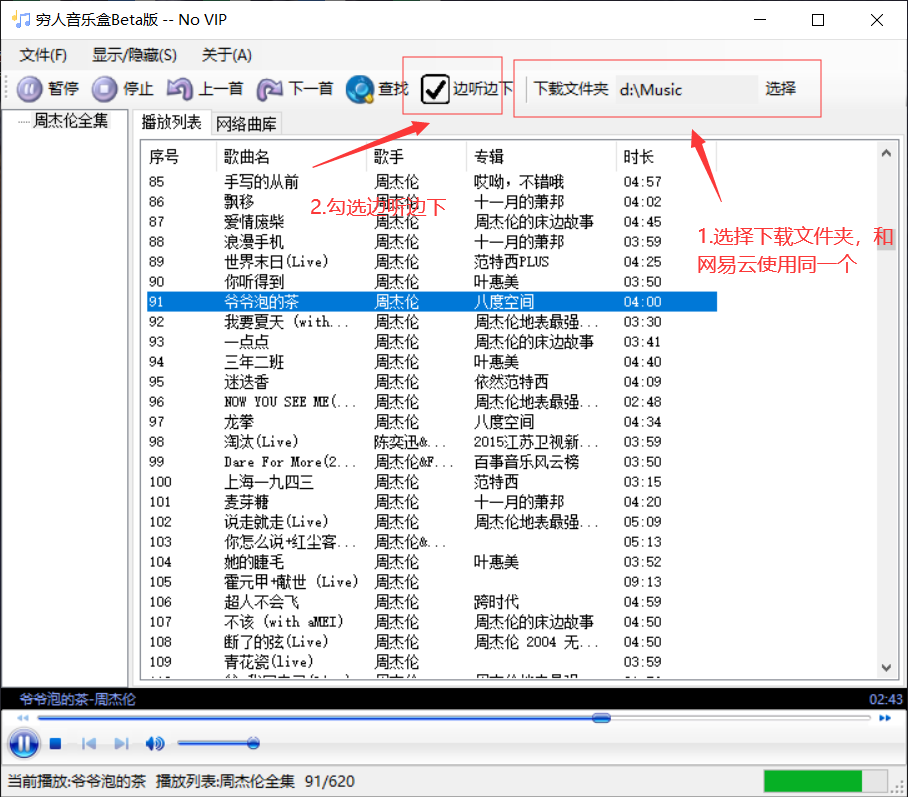 穷人音乐盒Beta版 -- No VIP
文件(F) 显示/隐藏(S) 关于(A)
暂停 停止 上一首 下一首 查找 边听边下 下载文件夹 d:\Music 选择
周杰伦全集
播放列表 网络曲库
序号 歌曲名 歌手 专辑 时长
85 手写的从前 周杰伦 哎呦，不错哦 04:57
86 飘移 周杰伦 十一月的萧邦 04:02
87 爱情废柴 周杰伦 周杰伦的床边故事 04:45
88 浪漫手机 周杰伦 十一月的萧邦 03:59
89 世界末日(Live) 周杰伦 范特西PLUS 04:25
90 你听得到 周杰伦 叶惠美 03:50
91 爷爷泡的茶 周杰伦 八度空间 04:00
92 我要夏天 (with... 周杰伦 周杰伦地表最强... 03:30
93 一点点 周杰伦 周杰伦的床边故事 03:41
94 三年二班 周杰伦 叶惠美 04:40
95 迷迭香 周杰伦 依然范特西 04:09
96 NOW YOU SEE ME(... 周杰伦 周杰伦地表最强... 02:48
97 龙拳 周杰伦 八度空间 04:34
98 淘汰(Live) 陈奕迅&... 2015江苏卫视新... 03:59
99 Dare For More(2... 周杰伦&F... 百事音乐风云榜 03:50
100 上海一九四三 周杰伦 范特西 03:15
101 麦芽糖 周杰伦 十一月的萧邦 04:20
102 说走就走(Live) 周杰伦 周杰伦地表最强... 05:09
103 你怎么说+红尘客... 周杰伦&... 05:13
104 她的睫毛 周杰伦 叶惠美 03:52
105 霍元甲+献世 (Live) 周杰伦 09:13
106 超人不会飞 周杰伦 跨时代 04:59
107 不该 (with aMEI) 周杰伦 周杰伦的床边故事 04:50
108 断了的弦(Live) 周杰伦 周杰伦 2004 无... 04:50
109 青花瓷(live) 周杰伦 03:59
2.勾选边听边下
1.选择下载文件夹，和
网易云使用同一个
爷爷泡的茶-周杰伦 02:43
当前播放:爷爷泡的茶 播放列表:周杰伦全集 91/620